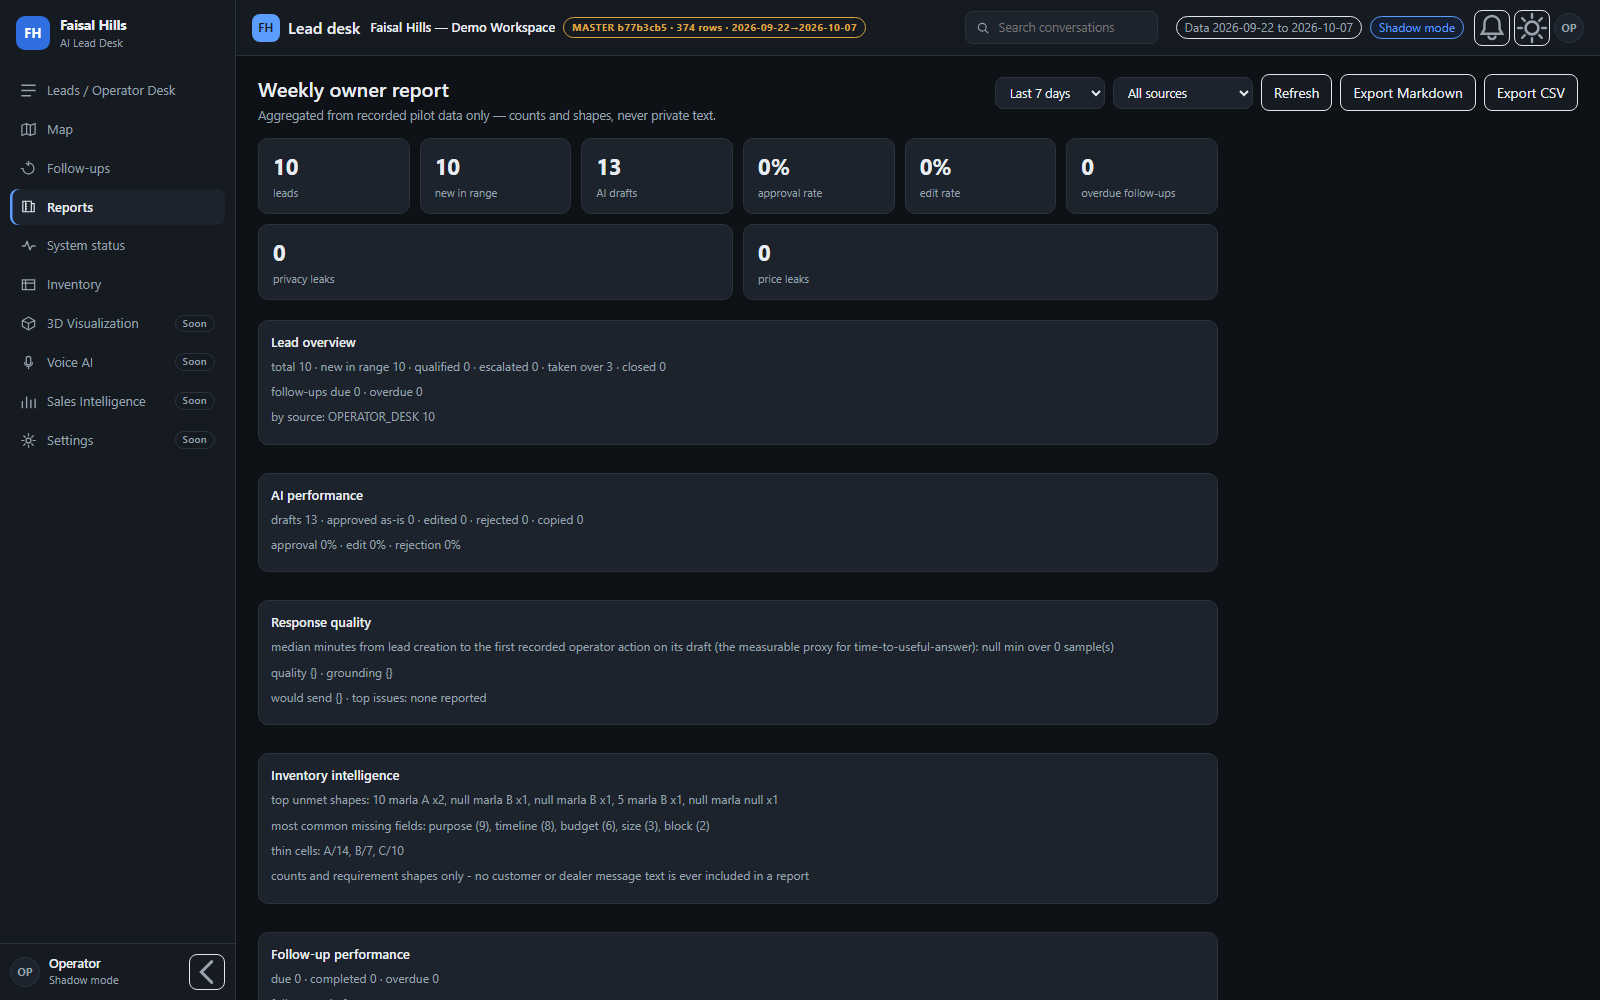 FH
Faisal Hills
AI Lead Desk
Leads / Operator Desk
Map
Follow-ups
Reports
System status
Inventory
3D Visualization Soon
Voice AI Soon
Sales Intelligence Soon
Settings Soon
OP
Operator
Shadow mode
FH Lead desk Faisal Hills — Demo Workspace MASTER b77b3cb5 · 374 rows · 2026-09-22→2026-10-07 Search conversations Data 2026-09-22 to 2026-10-07 Shadow mode OP
Weekly owner report
Aggregated from recorded pilot data only — counts and shapes, never private text.
Last 7 days All sources Refresh Export Markdown Export CSV
10
leads
10
new in range
13
AI drafts
0%
approval rate
0%
edit rate
0
overdue follow-ups
0
privacy leaks
0
price leaks
Lead overview
total 10 · new in range 10 · qualified 0 · escalated 0 · taken over 3 · closed 0
follow-ups due 0 · overdue 0
by source: OPERATOR_DESK 10
AI performance
drafts 13 · approved as-is 0 · edited 0 · rejected 0 · copied 0
approval 0% · edit 0% · rejection 0%
Response quality
median minutes from lead creation to the first recorded operator action on its draft (the measurable proxy for time-to-useful-answer): null min over 0 sample(s)
quality {} · grounding {}
would send {} · top issues: none reported
Inventory intelligence
top unmet shapes: 10 marla A x2, null marla B x1, null marla B x1, 5 marla B x1, null marla null x1
most common missing fields: purpose (9), timeline (8), budget (6), size (3), block (2)
thin cells: A/14, B/7, C/10
counts and requirement shapes only - no customer or dealer message text is ever included in a report
Follow-up performance
due 0 · completed 0 · overdue 0